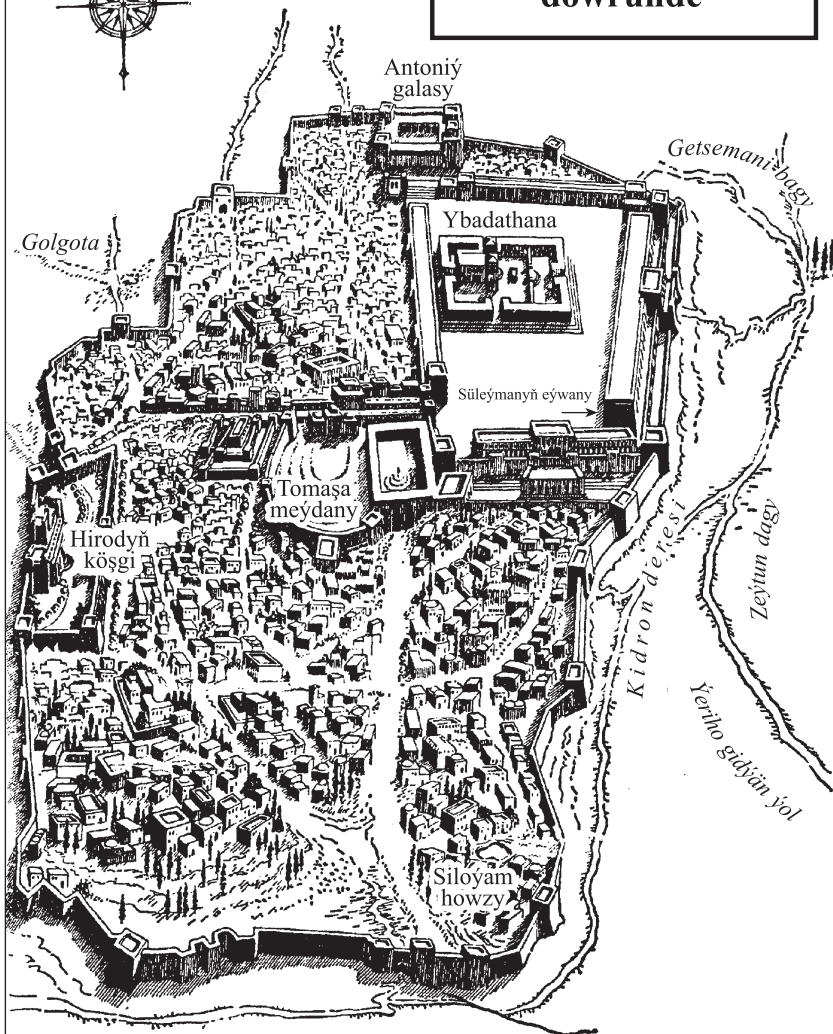 döwründe
Antoniý
galasy
Getsemani bagy
Ybadathana
Golgota
Süleýmanyň eýwany
Tomaşa
meýdany
Hirodyň
köşgi
Kidron deresi
Zeýtun dagy
Ýeriho gidýän ýol
Siloýam
howzy